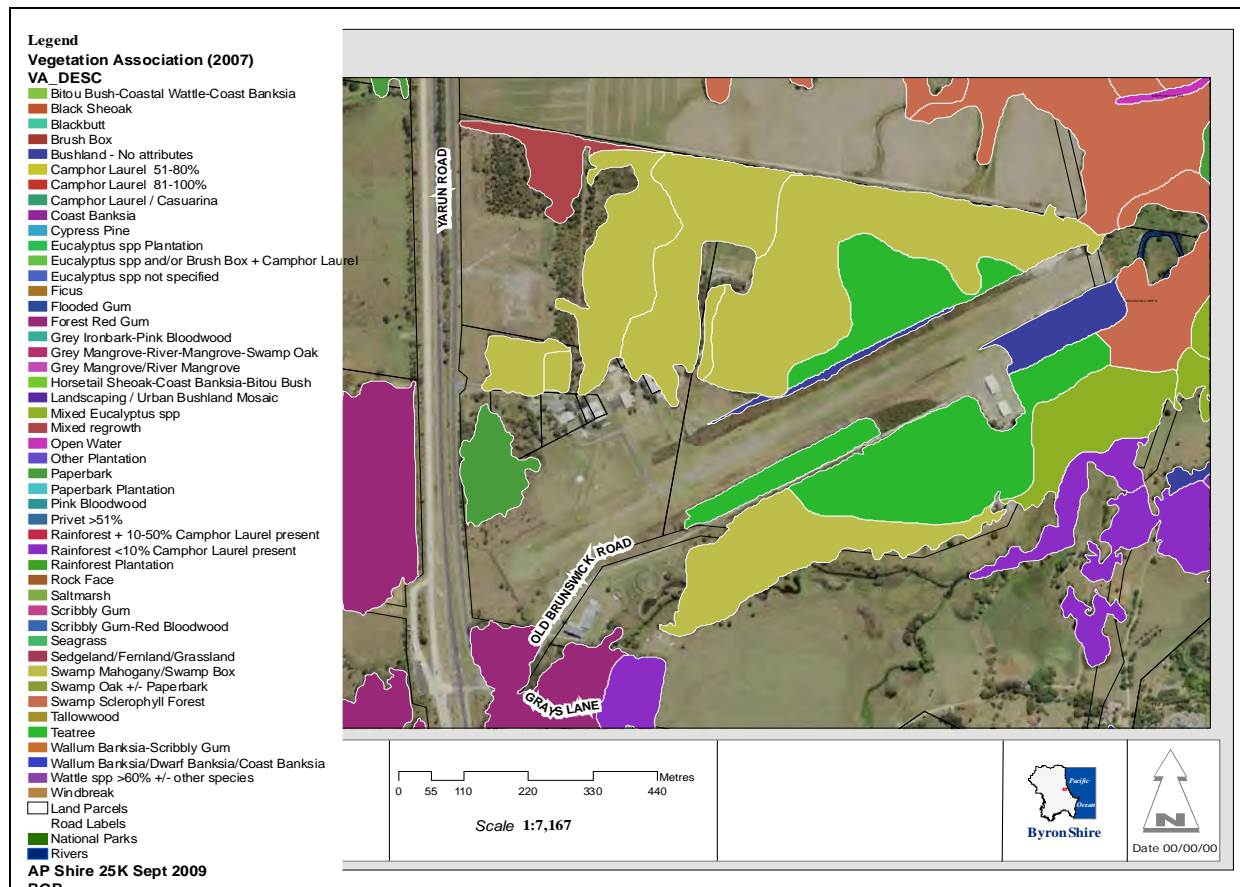 Legend
Vegetation Association (2007)
VA_DESC
Bitou Bush-Coastal Wattle-Coast Banksia
Black Sheoak
Blackbutt
Brush Box
Bushland - No attributes
Camphor Laurel 51-80%
Camphor Laurel 81-100%
Camphor Laurel / Casuarina
Coast Banksia
Cypress Pine
Eucalyptus spp Plantation
Eucalyptus spp and/or Brush Box + Camphor Laurel
Eucalyptus spp not specified
Ficus
Flooded Gum
Forest Red Gum
Grey Ironbark-Pink Bloodwood
Grey Mangrove-River-Mangrove-Swamp Oak
Grey Mangrove/River Mangrove
Horsetail Sheoak-Coast Banksia-Bitou Bush
Landscaping / Urban Bushland Mosaic
Mixed Eucalyptus spp
Mixed regrowth
Open Water
Other Plantation
Paperbark
Paperbark Plantation
Pink Bloodwood
Privet >51%
Rainforest + 10-50% Camphor Laurel present
Rainforest <10% Camphor Laurel present
Rainforest Plantation
Rock Face
Saltmarsh
Scribbly Gum
Scribbly Gum-Red Bloodwood
Seagrass
Sedgeland/Fernland/Grassland
Swamp Mahogany/Swamp Box
Swamp Oak +/- Paperbark
Swamp Sclerophyll Forest
Tallowwood
Teatree
Wallum Banksia-Scribbly Gum
Wallum Banksia/Dwarf Banksia/Coast Banksia
Wattle spp >60% +/- other species
Windbreak
Land Parcels
Road Labels
National Parks
Rivers
AP Shire 25K Sept 2009
YARUN ROAD
OLD BRUNSWICK ROAD
GRAYS LANE
Metres
0 55 110 220 330 440
Scale 1:7,167
Pacific
Ocean
Byron Shire
N
Date 00/00/00